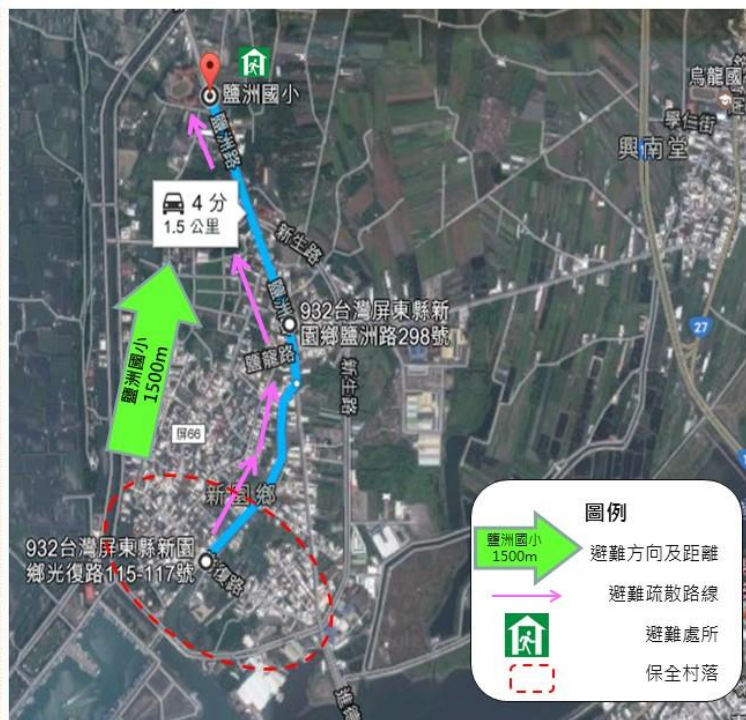 鹽洲國小
烏龍國
學仁街
興南堂
鹽洲路
4 分
1.5 公里
新生路
27
鹽洲
932台灣屏東縣新
園鄉鹽洲路298號
鹽龍路
新生路
鹽洲國小
1500m
屏66
新園鄉
932台灣屏東縣新園
鄉光復路115-117號
復路
進德
圖例
鹽洲國小
1500m
避難方向及距離
避難疏散路線
避難處所
保全村落